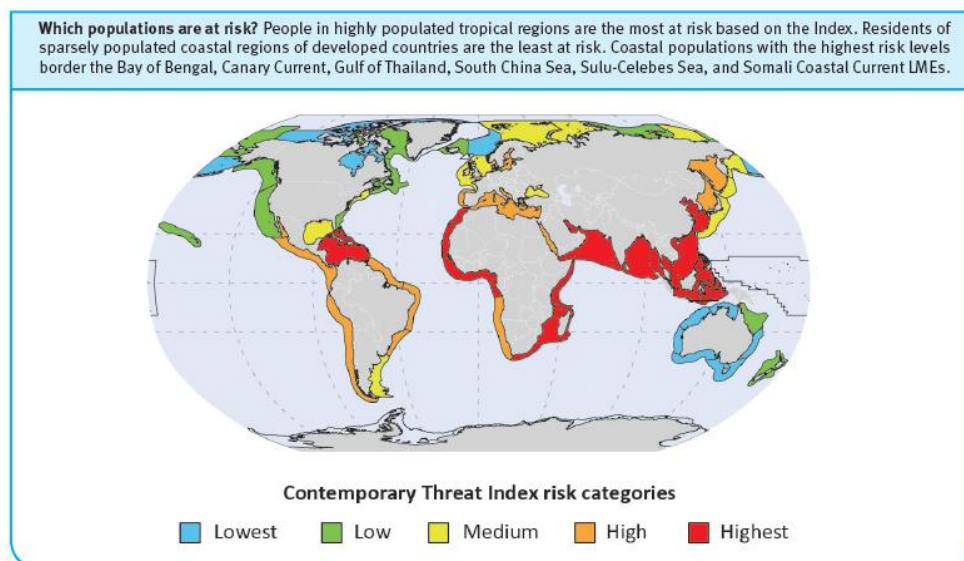 Which populations are at risk? People in highly populated tropical regions are the most at risk based on the Index. Residents of
sparsely populated coastal regions of developed countries are the least at risk. Coastal populations with the highest risk levels
border the Bay of Bengal, Canary Current, Gulf of Thailand, South China Sea, Sulu-Celebes Sea, and Somali Coastal Current LMEs.
Contemporary Threat Index risk categories
Lowest Low Medium High Highest